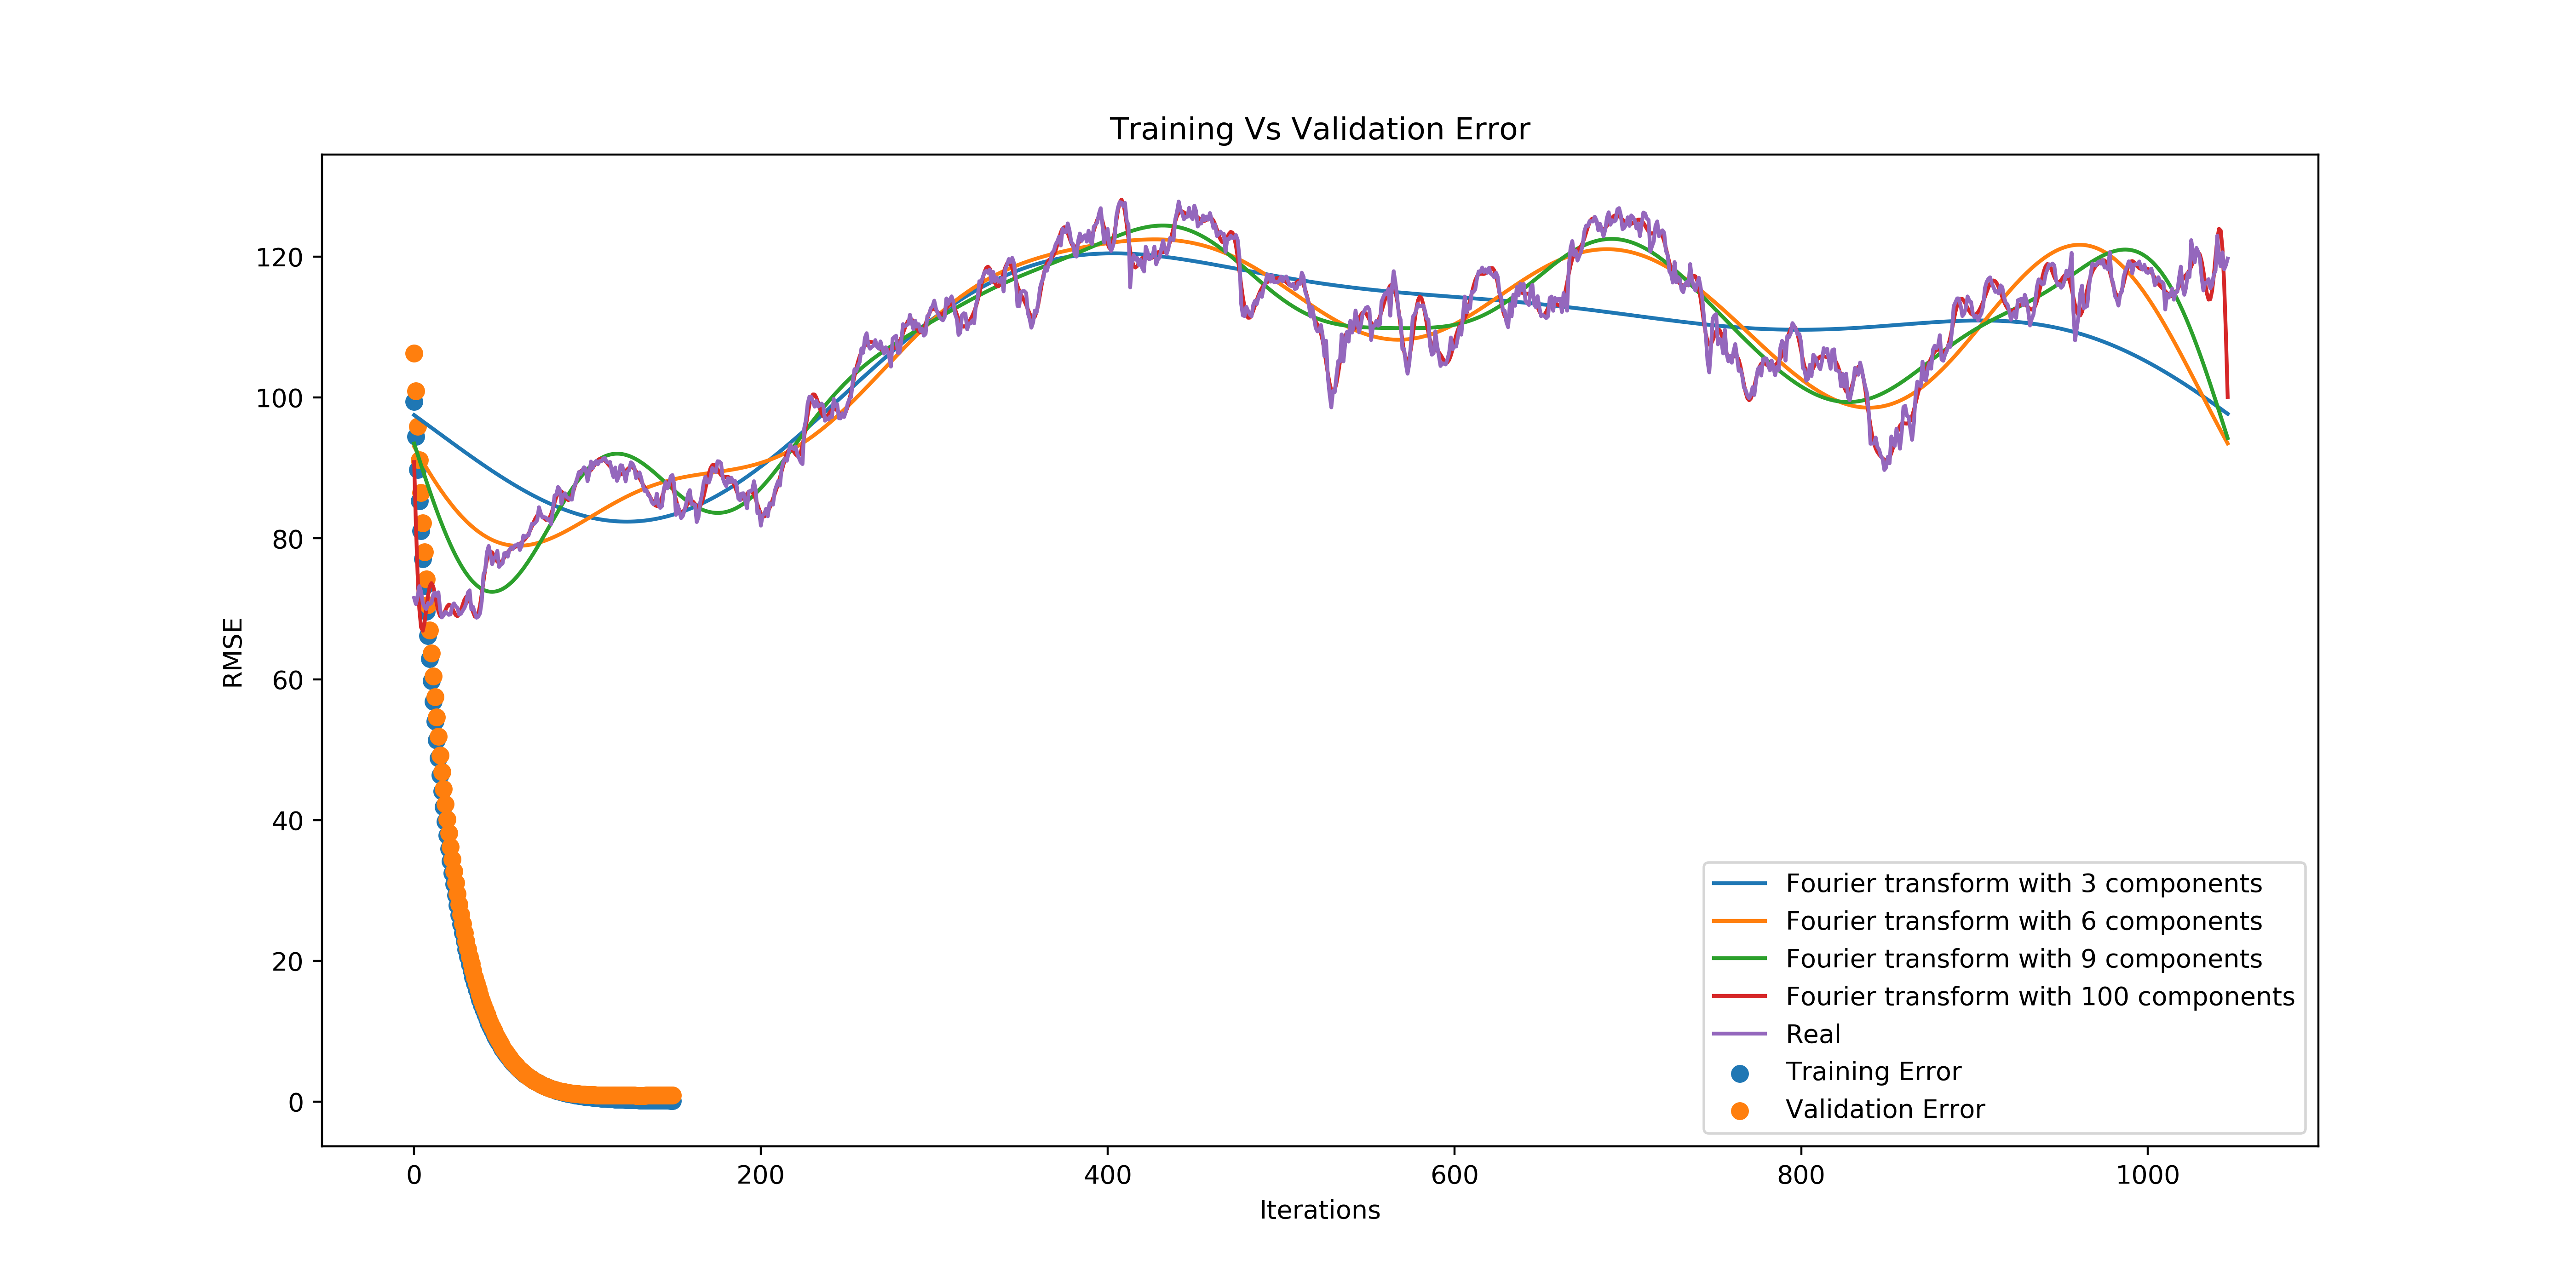 Training Vs Validation Error
RMSE
120
100
80
60
40
20
0
0 200 400 600 800 1000
Iterations
Fourier transform with 3 components
Fourier transform with 6 components
Fourier transform with 9 components
Fourier transform with 100 components
Real
Training Error
Validation Error